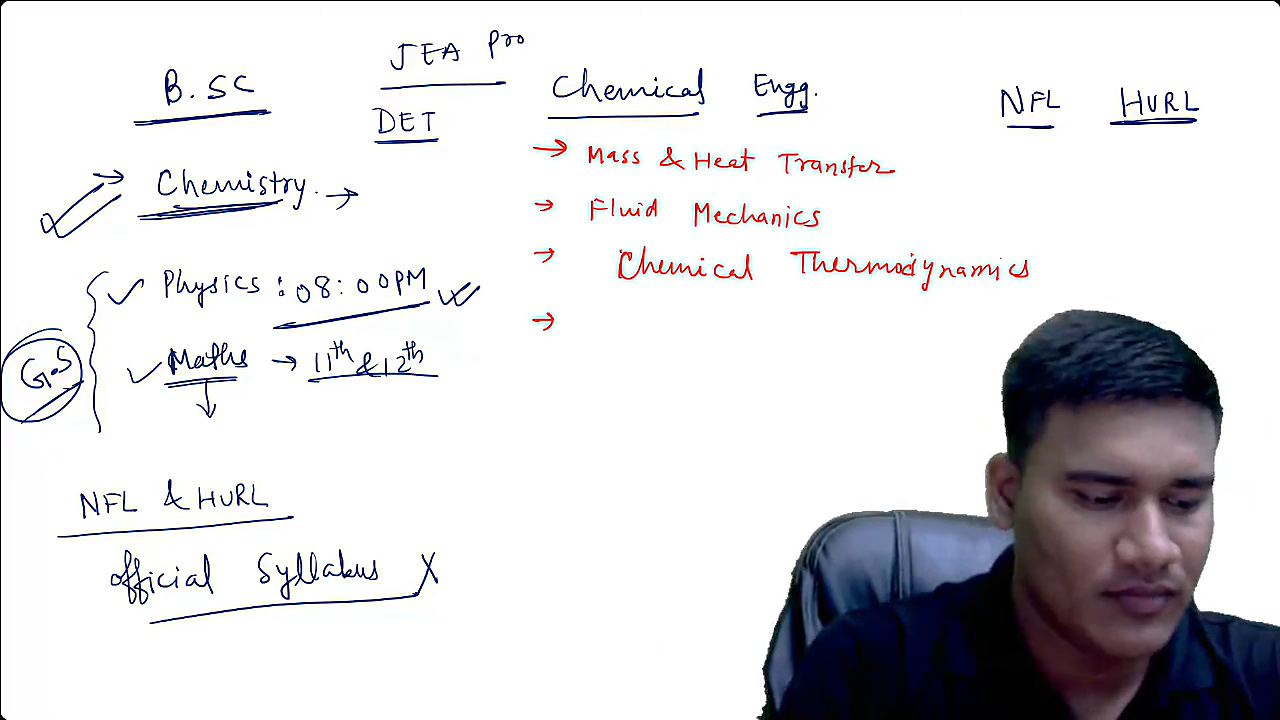 JEA Pro
B.SC
DET
Chemical Engg.
NFL HURL
→ Mass & Heat Transfer
→ Chemistry. →
→ Fluid Mechanics
→ Chemical Thermodynamics
✓ Physics : 08:00PM ✓
→
G.S
✓ Maths → 11th & 12th
NFL & HURL
official Syllabus X